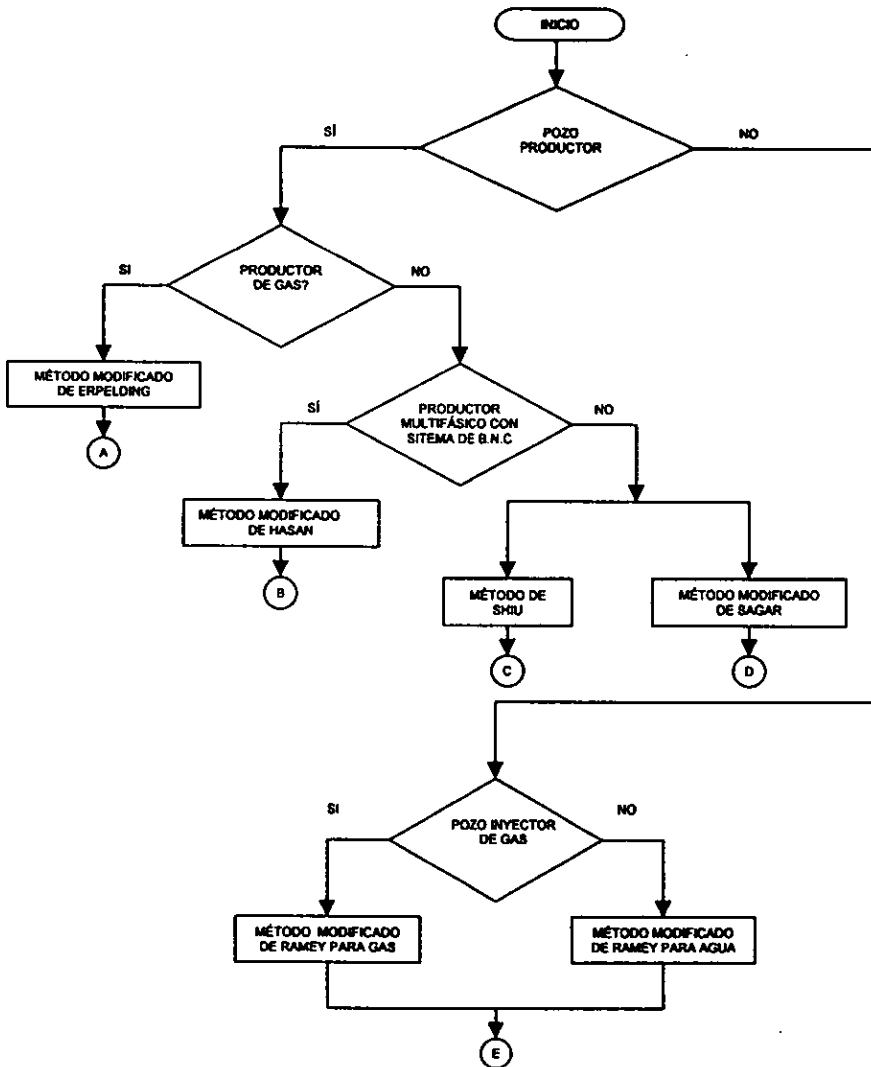 INICIO
POZO
PRODUCTOR
SÍ
NO
PRODUCTOR
DE GAS?
SI
NO
MÉTODO MODIFICADO
DE ERPELDING
A
PRODUCTOR
MULTIFÁSICO CON
SITEMA DE B.N.C
SÍ
NO
MÉTODO MODIFICADO
DE HASAN
B
MÉTODO DE
SHIU
C
MÉTODO MODIFICADO
DE SAGAR
D
POZO INYECTOR
DE GAS
SI
NO
MÉTODO MODIFICADO
DE RAMEY PARA GAS
MÉTODO MODIFICADO
DE RAMEY PARA AGUA
E